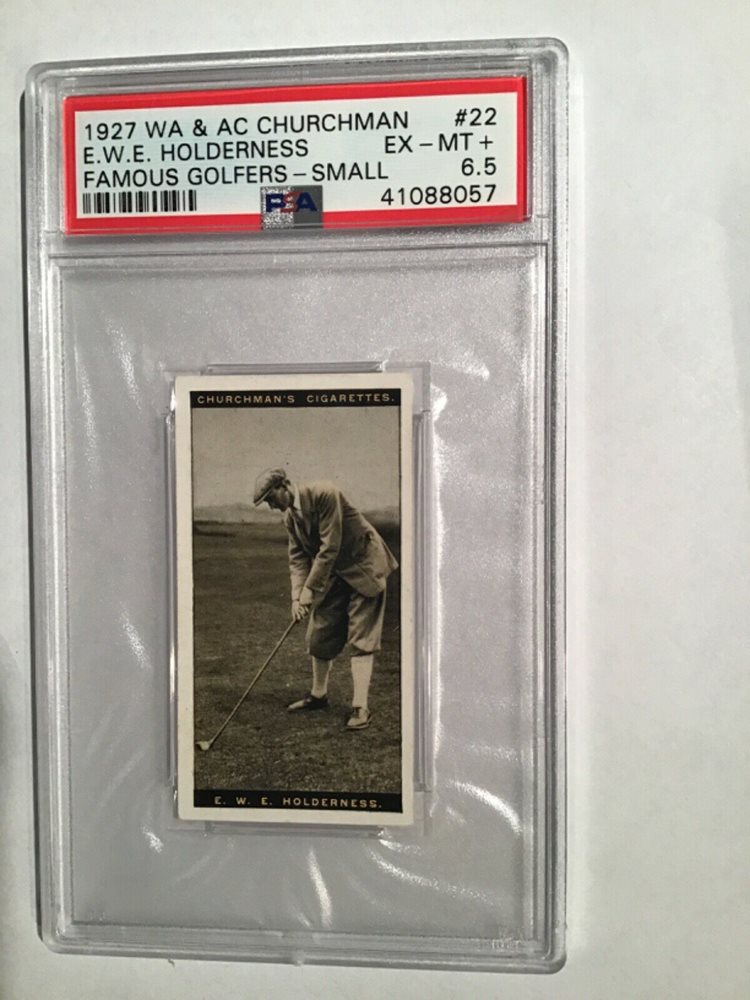 1927 WA & AC CHURCHMAN #22
E.W.E. HOLDERNESS EX - MT +
FAMOUS GOLFERS - SMALL 6.5
PSA 41088057
CHURCHMAN'S CIGARETTES.
E. W. E. HOLDERNESS.